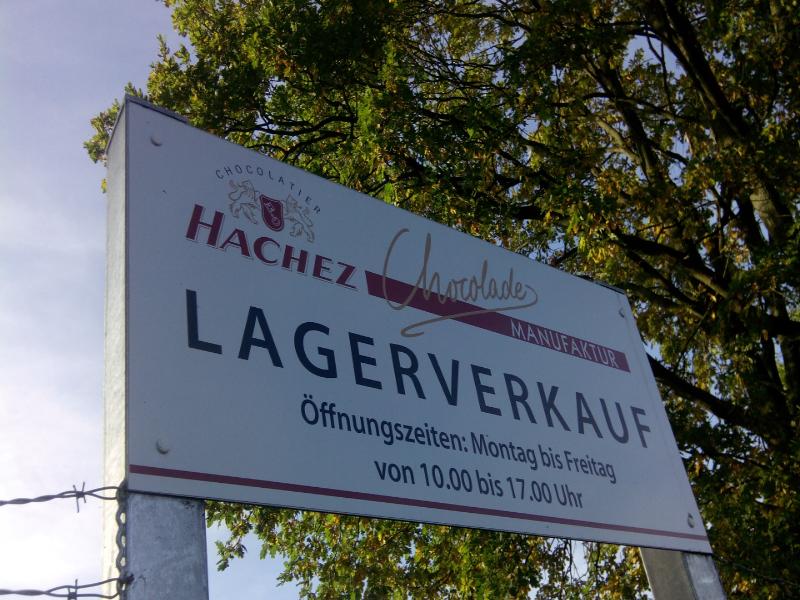 CHOCOLATIER
HACHEZ Chocolade
MANUFAKTUR
LAGERVERKAUF
Öffnungszeiten: Montag bis Freitag
von 10.00 bis 17.00 Uhr